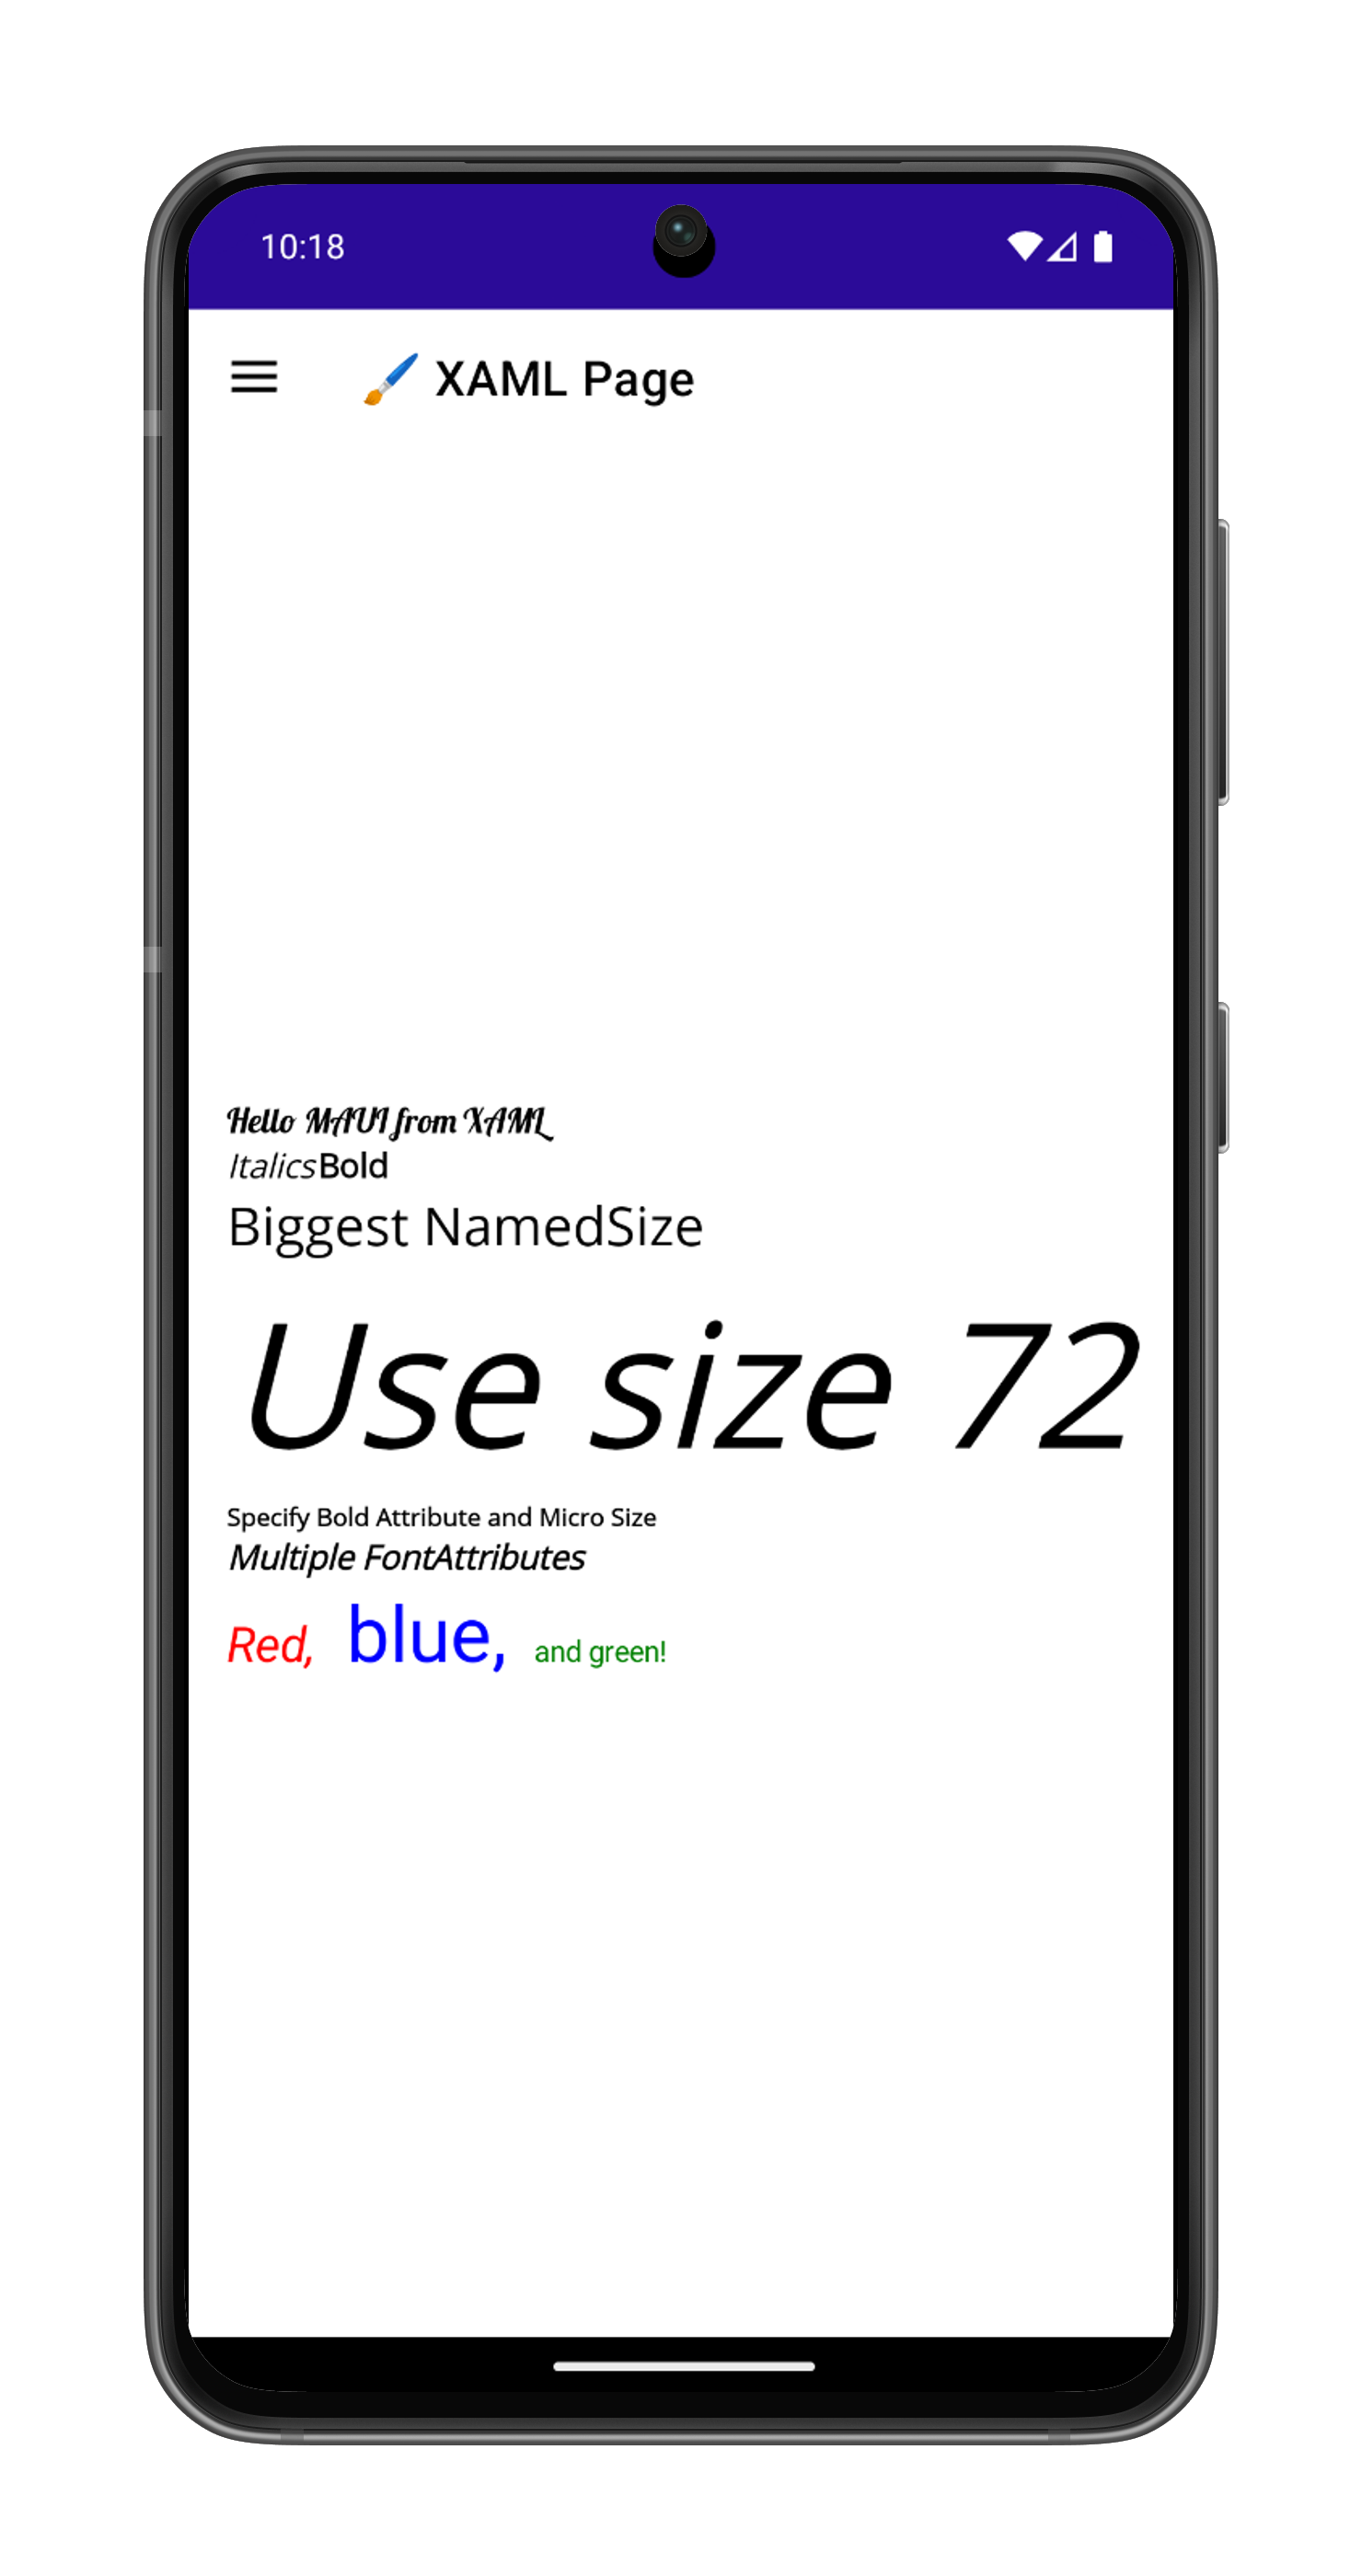 10:18
XAML Page
Hello MAUI from XAML
ItalicsBold
Biggest NamedSize
Use size 72
Specify Bold Attribute and Micro Size
Multiple FontAttributes
Red, blue, and green!